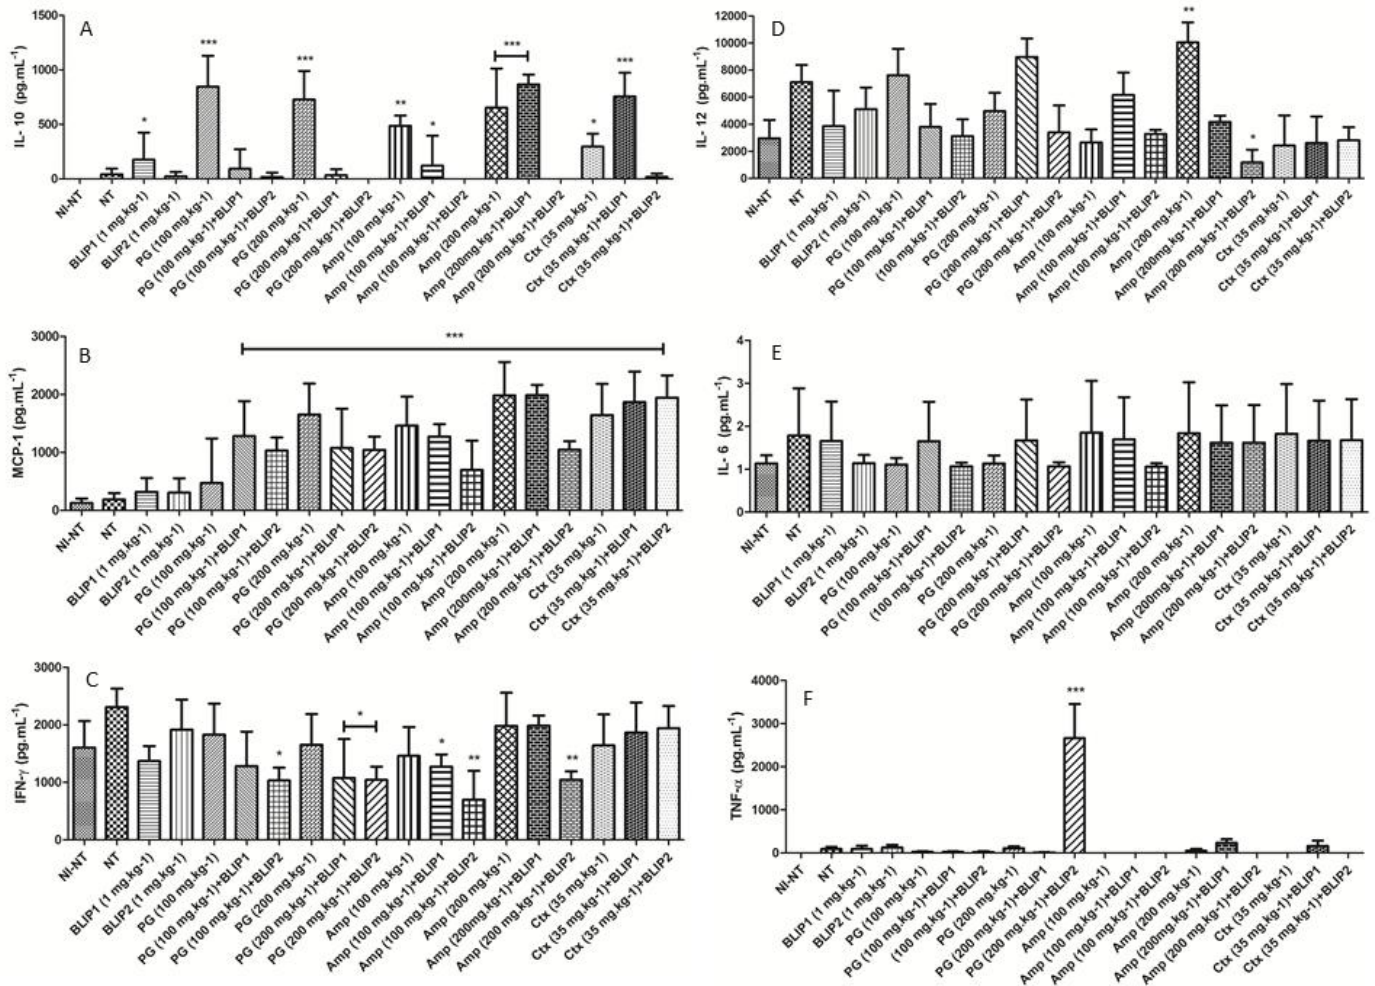 A
IL- 10 (pg.mL-1)
1500
1000
500
0
*
***
***
**
*
***
*
***
NI-NT
NT
BLIP1 (1 mg.kg-1)
BLIP2 (1 mg.kg-1)
PG (100 mg.kg-1)
PG (100 mg.kg-1)+BLIP1
PG (100 mg.kg-1)+BLIP2
PG (200 mg.kg-1)
PG (200 mg.kg-1)+BLIP1
PG (200 mg.kg-1)+BLIP2
Amp (100 mg.kg-1)
Amp (100 mg.kg-1)+BLIP1
Amp (100 mg.kg-1)+BLIP2
Amp (200 mg.kg-1)
Amp (200mg.kg-1)+BLIP1
Amp (200 mg.kg-1)+BLIP2
Ctx (35 mg.kg-1)
Ctx (35 mg.kg-1)+BLIP1
Ctx (35 mg.kg-1)+BLIP2
D
IL- 12 (pg.mL-1)
12000
10000
8000
6000
4000
2000
0
**
*
NI-NT
NT
BLIP1 (1 mg.kg-1)
BLIP2 (1 mg.kg-1)
PG (100 mg.kg-1)
PG (100 mg.kg-1)+BLIP1
(100 mg.kg-1)+BLIP2
PG (200 mg.kg-1)
PG (200 mg.kg-1)+BLIP1
PG (200 mg.kg-1)+BLIP2
Amp (100 mg.kg-1)
Amp (100 mg.kg-1)+BLIP1
Amp (100 mg.kg-1)+BLIP2
Amp (200 mg.kg-1)
Amp (200mg.kg-1)+BLIP1
Amp (200 mg.kg-1)+BLIP2
Ctx (35 mg.kg-1)
Ctx (35 mg.kg-1)+BLIP1
Ctx (35 mg.kg-1)+BLIP2
B
MCP-1 (pg.mL-1)
3000
2000
1000
0
***
NI-NT
NT
BLIP1 (1 mg.kg-1)
BLIP2 (1 mg.kg-1)
PG (100 mg.kg-1)
PG (100 mg.kg-1)+BLIP1
PG (100 mg.kg-1)+BLIP2
PG (200 mg.kg-1)
PG (200 mg.kg-1)+BLIP1
PG (200 mg.kg-1)+BLIP2
Amp (100 mg.kg-1)
Amp (100 mg.kg-1)+BLIP1
Amp (100 mg.kg-1)+BLIP2
Amp (200 mg.kg-1)
Amp (200mg.kg-1)+BLIP1
Amp (200 mg.kg-1)+BLIP2
Ctx (35 mg.kg-1)
Ctx (35 mg.kg-1)+BLIP1
Ctx (35 mg.kg-1)+BLIP2
E
IL- 6 (pg.mL-1)
4
3
2
1
0
NI-NT
NT
BLIP1 (1 mg.kg-1)
BLIP2 (1 mg.kg-1)
PG (100 mg.kg-1)
PG (100 mg.kg-1)+BLIP1
(100 mg.kg-1)+BLIP2
PG (200 mg.kg-1)
PG (200 mg.kg-1)+BLIP1
PG (200 mg.kg-1)+BLIP2
Amp (100 mg.kg-1)
Amp (100 mg.kg-1)+BLIP1
Amp (100 mg.kg-1)+BLIP2
Amp (200 mg.kg-1)
Amp (200mg.kg-1)+BLIP1
Amp (200 mg.kg-1)+BLIP2
Ctx (35 mg.kg-1)
Ctx (35 mg.kg-1)+BLIP1
Ctx (35 mg.kg-1)+BLIP2
C
IFN-γ (pg.mL-1)
3000
2000
1000
0
*
*
*
**
**
NI-NT
NT
BLIP1 (1 mg.kg-1)
BLIP2 (1 mg.kg-1)
PG (100 mg.kg-1)
PG (100 mg.kg-1)+BLIP1
PG (100 mg.kg-1)+BLIP2
PG (200 mg.kg-1)
PG (200 mg.kg-1)+BLIP1
PG (200 mg.kg-1)+BLIP2
Amp (100 mg.kg-1)
Amp (100 mg.kg-1)+BLIP1
Amp (100 mg.kg-1)+BLIP2
Amp (200 mg.kg-1)
Amp (200mg.kg-1)+BLIP1
Amp (200 mg.kg-1)+BLIP2
Ctx (35 mg.kg-1)
Ctx (35 mg.kg-1)+BLIP1
Ctx (35 mg.kg-1)+BLIP2
F
TNF-α (pg.mL-1)
4000
3000
2000
1000
0
***
NI-NT
NT
BLIP1 (1 mg.kg-1)
BLIP2 (1 mg.kg-1)
PG (100 mg.kg-1)
PG (100 mg.kg-1)+BLIP1
(100 mg.kg-1)+BLIP2
PG (200 mg.kg-1)
PG (200 mg.kg-1)+BLIP1
PG (200 mg.kg-1)+BLIP2
Amp (100 mg.kg-1)
Amp (100 mg.kg-1)+BLIP1
Amp (100 mg.kg-1)+BLIP2
Amp (200 mg.kg-1)
Amp (200mg.kg-1)+BLIP1
Amp (200 mg.kg-1)+BLIP2
Ctx (35 mg.kg-1)
Ctx (35 mg.kg-1)+BLIP1
Ctx (35 mg.kg-1)+BLIP2